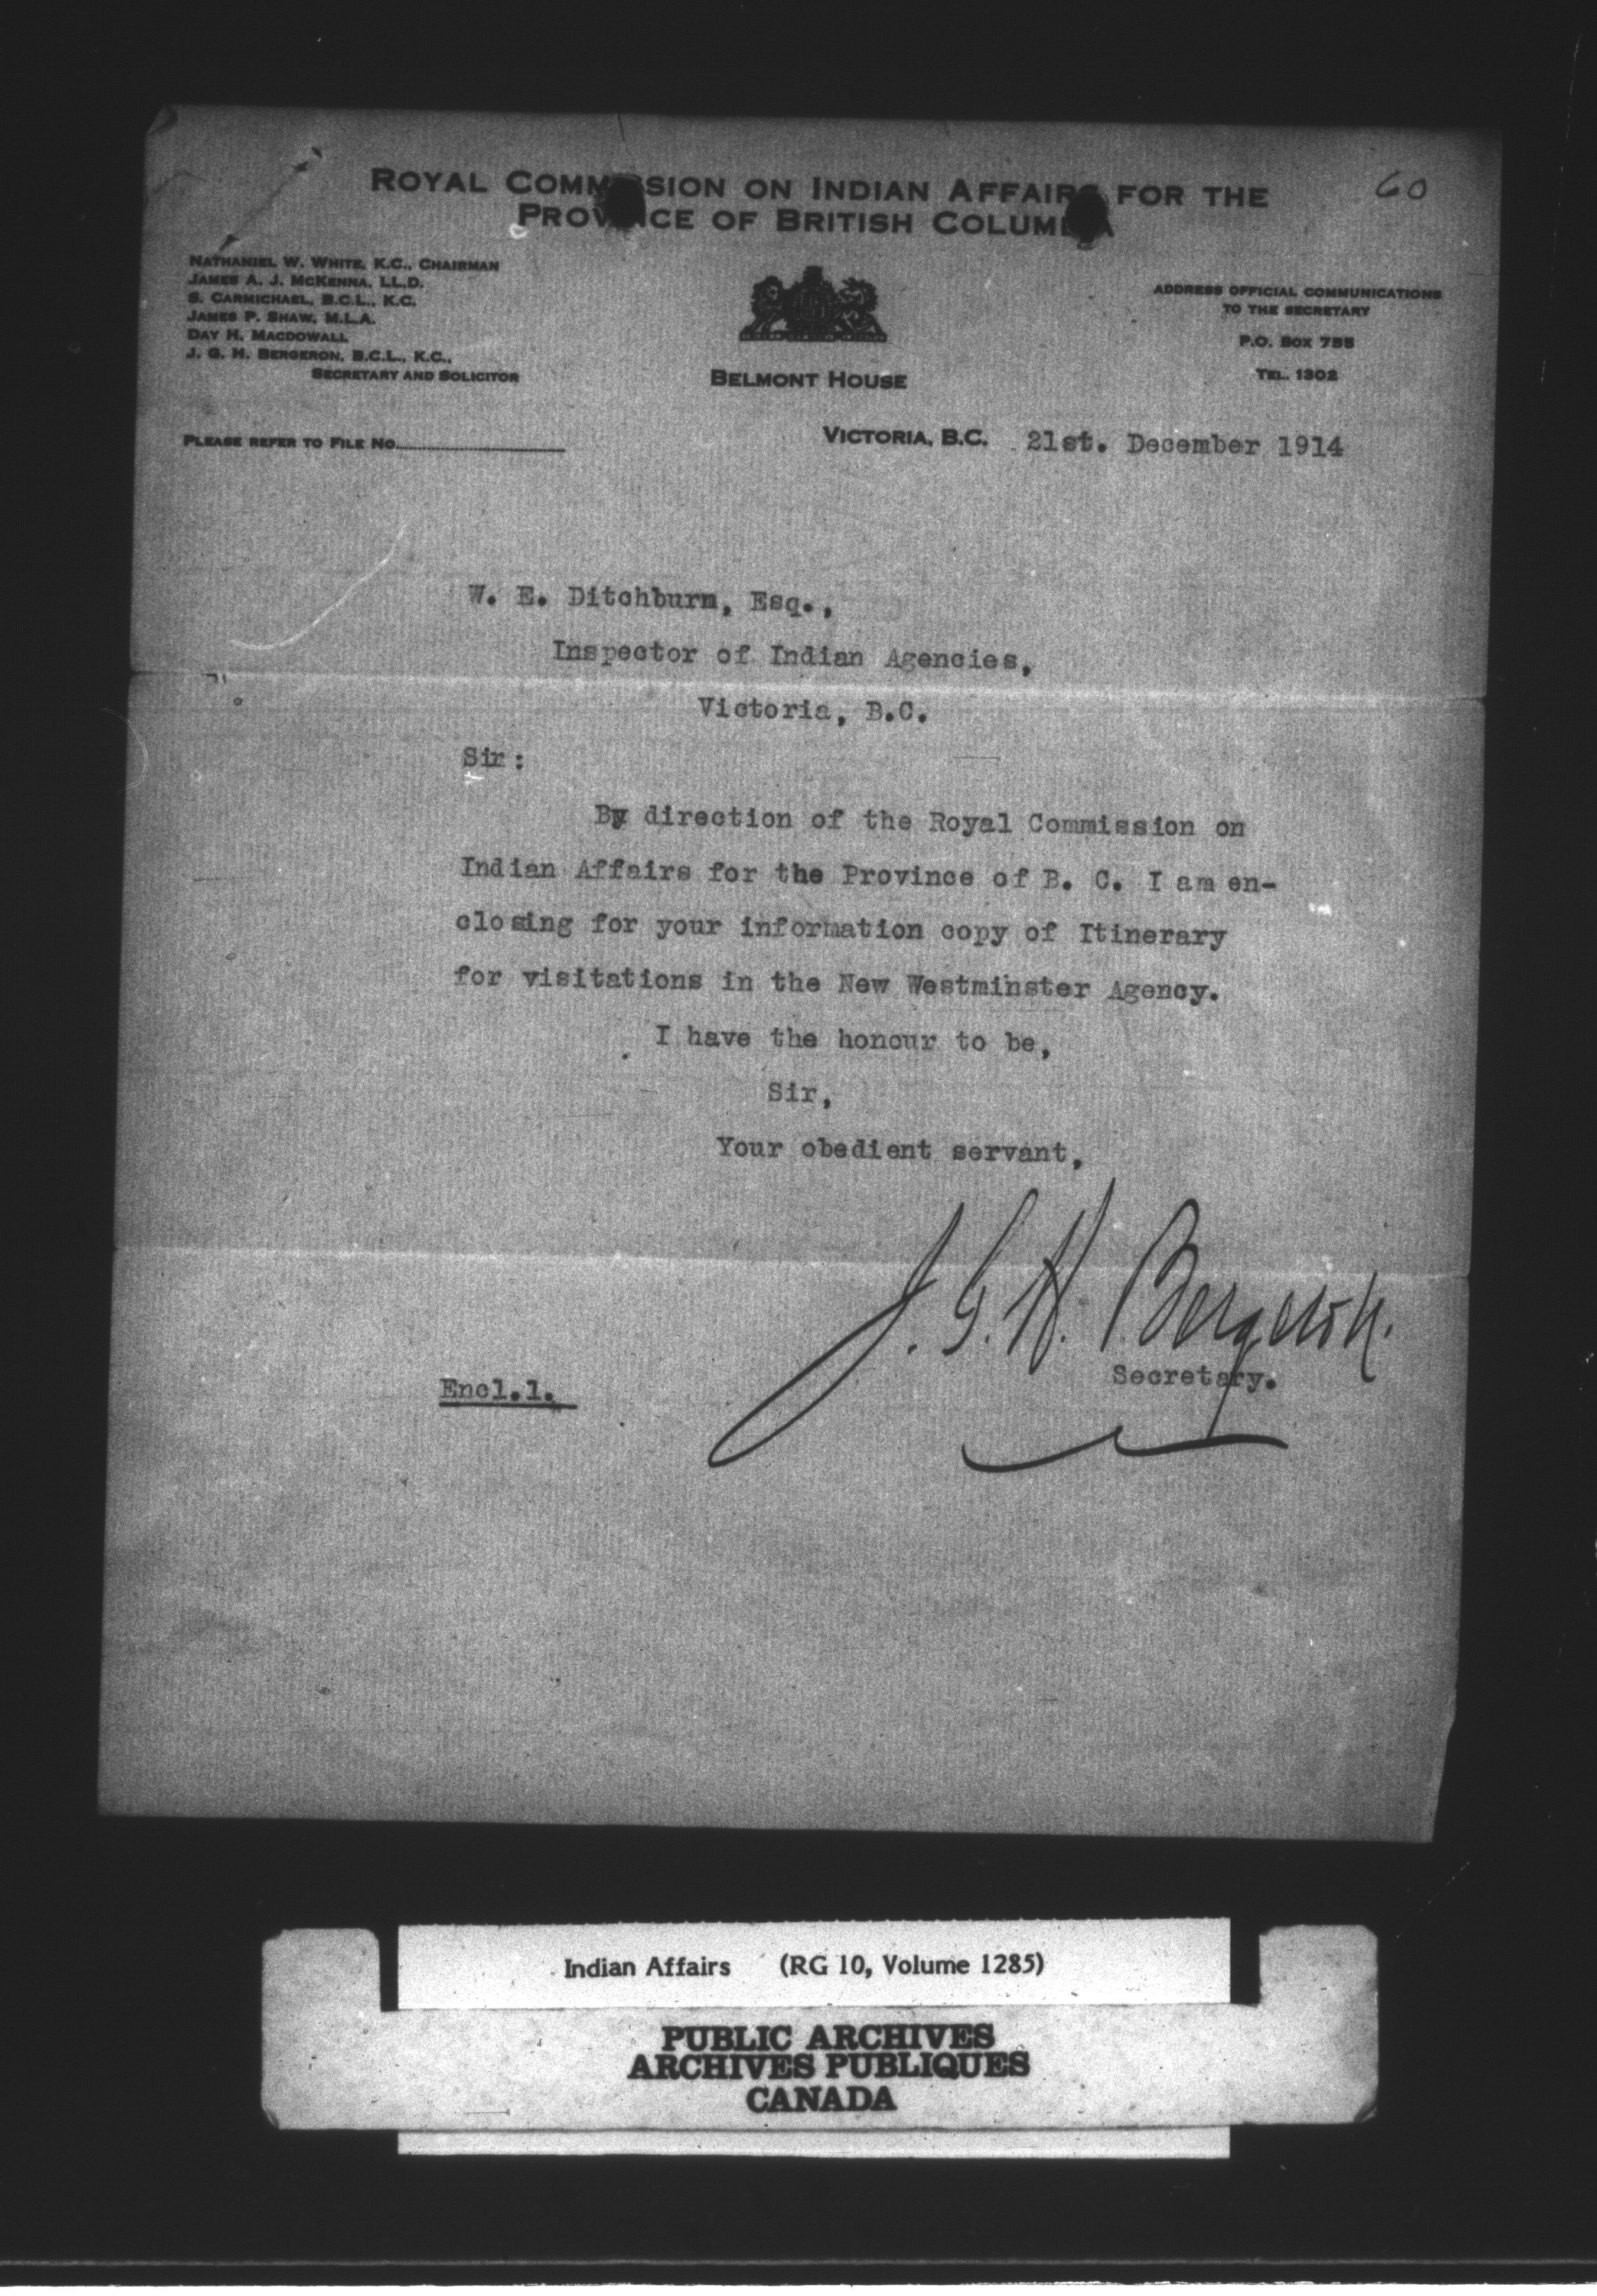 60
ROYAL COMMISSION ON INDIAN AFFAIRS FOR THE
PROVINCE OF BRITISH COLUMBIA
NATHANIEL W. WHITE, K.C., CHAIRMAN
JAMES A. J. MCKENNA, LL.D.
S. CARMICHAEL, B.C.L., K.C.
JAMES P. SHAW, M.L.A.
DAY H. MACDOWALL
J. G. H. BERGERON, B.C.L., K.C.,
SECRETARY AND SOLICITOR
ADDRESS OFFICIAL COMMUNICATIONS
TO THE SECRETARY
P.O. BOX 755
TEL. 1302
BELMONT HOUSE
PLEASE REFER TO FILE NO.
VICTORIA, B.C. 21st. December 1914
W. E. Ditchburn, Esq.,
Inspector of Indian Agencies,
Victoria, B.C.
Sir:
By direction of the Royal Commission on
Indian Affairs for the Province of B. C. I am en-
closing for your information copy of Itinerary
for visitations in the New Westminster Agency.
I have the honour to be,
Sir,
Your obedient servant,
J. G. H. Bergeron.
Secretary.
Encl.1.
Indian Affairs (RG 10, Volume 1285)
PUBLIC ARCHIVES
ARCHIVES PUBLIQUES
CANADA